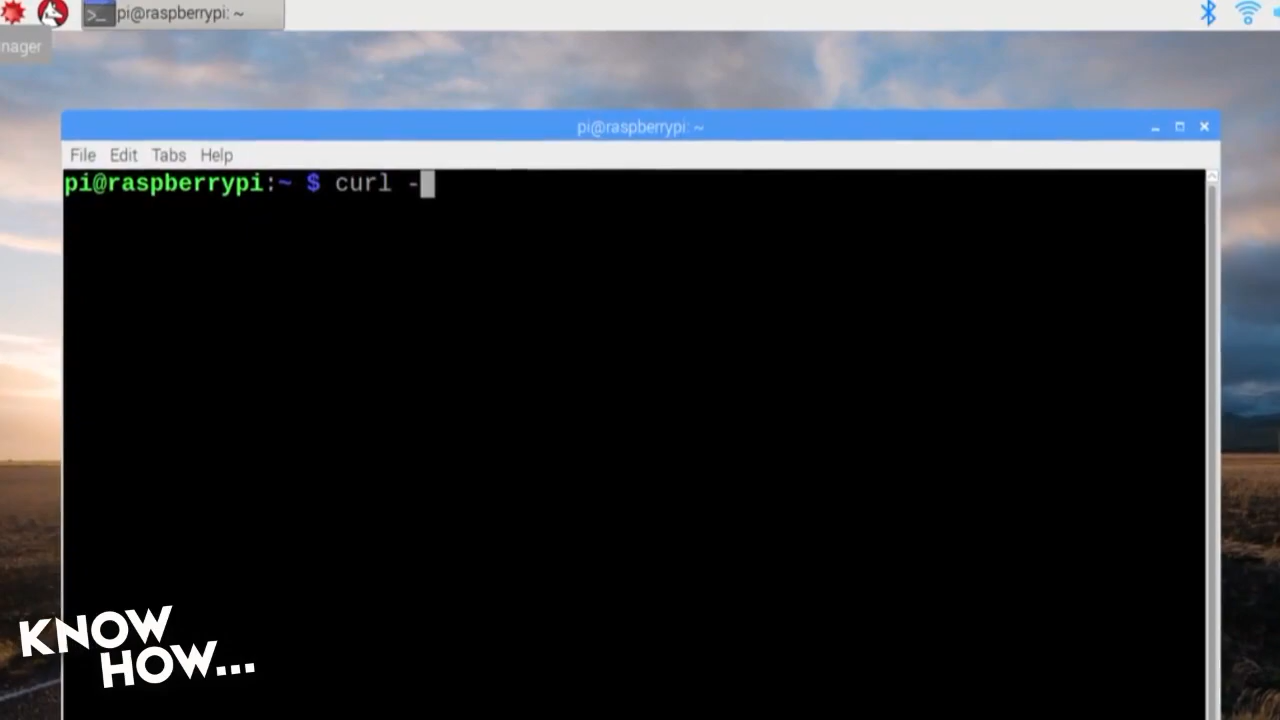 pi@raspberrypi: ~
nager
pi@raspberrypi: ~
File Edit Tabs Help
pi@raspberrypi:~ $ curl -
KNOW
HOW...